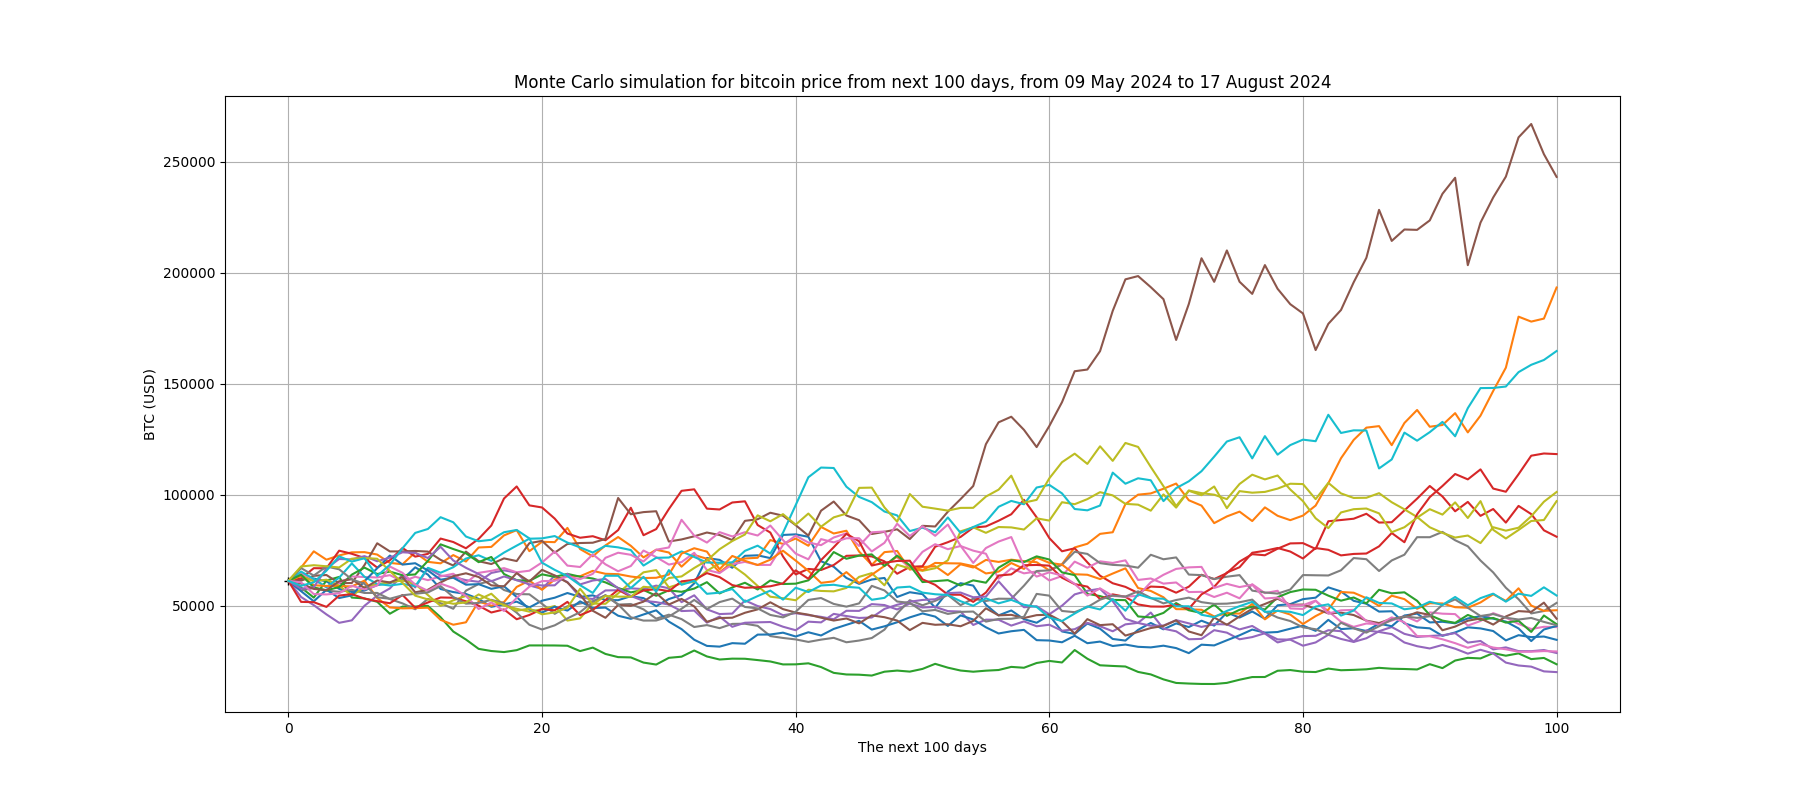 Monte Carlo simulation for bitcoin price from next 100 days, from 09 May 2024 to 17 August 2024
250000
200000
150000
100000
50000
BTC (USD)
0 20 40 60 80 100
The next 100 days